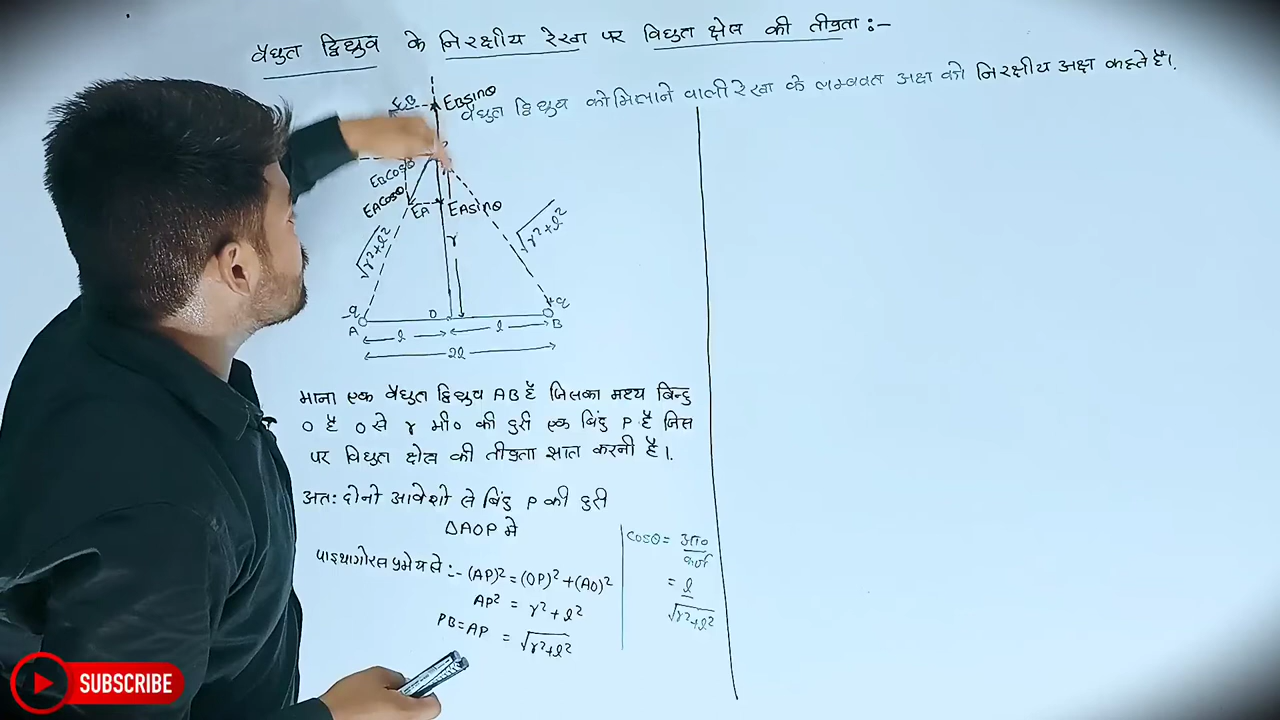 वैधुत द्विध्रुव के निरक्षीय रेखा पर विधुत क्षेत्र की तीव्रता :-
वैधुत द्विध्रुव को मिलाने वाली रेखा के लम्बवत अक्ष को निरक्षीय अक्ष कहते है।
EB
EBsinθ
EBcosθ
EAcosθ
EA
EAsinθ
r
√r²+l²
√r²+l²
-q
A
O
+q
B
l
l
2l
माना एक वैधुत द्विध्रुव AB है जिसका मध्य बिन्दु
O है O से r मी० की दुरी एक बिंदु P है जिस
पर विधुत क्षेत्र की तीव्रता ज्ञात करनी है।
अत: दोनो आवेशो से बिंदु P की दुरी
ΔAOP मे
पाइथागोरस प्रमेय से :- (AP)² = (OP)² + (AO)²
AP² = r² + l²
PB = AP = √r²+l²
cosθ = आ०/कर्ण
= l/√r²+l²
SUBSCRIBE